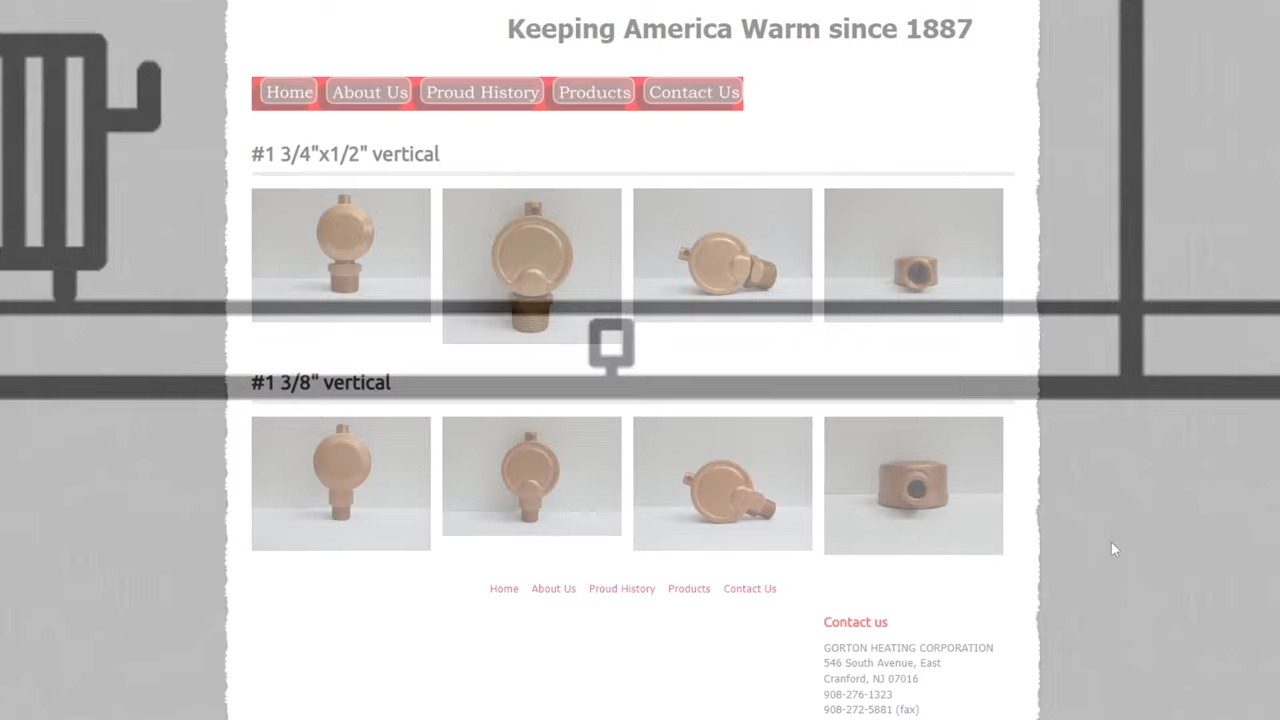 Keeping America Warm since 1887
Home About Us Proud History Products Contact Us
#1 3/4"x1/2" vertical
#1 3/8" vertical
Home About Us Proud History Products Contact Us
Contact us
GORTON HEATING CORPORATION
546 South Avenue, East
Cranford, NJ 07016
908-276-1323
908-272-5881 (fax)